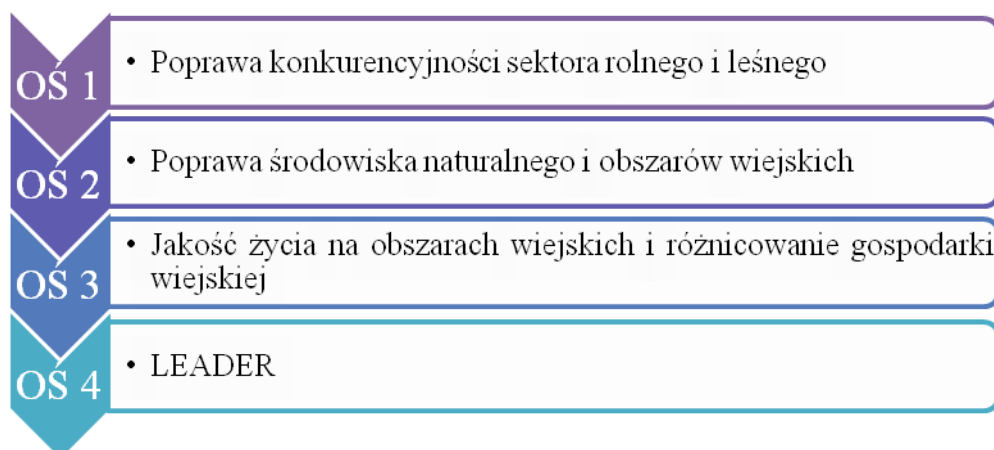 OŚ 1
• Poprawa konkurencyjności sektora rolnego i leśnego
OŚ 2
• Poprawa środowiska naturalnego i obszarów wiejskich
OŚ 3
• Jakość życia na obszarach wiejskich i różnicowanie gospodarki
wiejskiej
OŚ 4
• LEADER